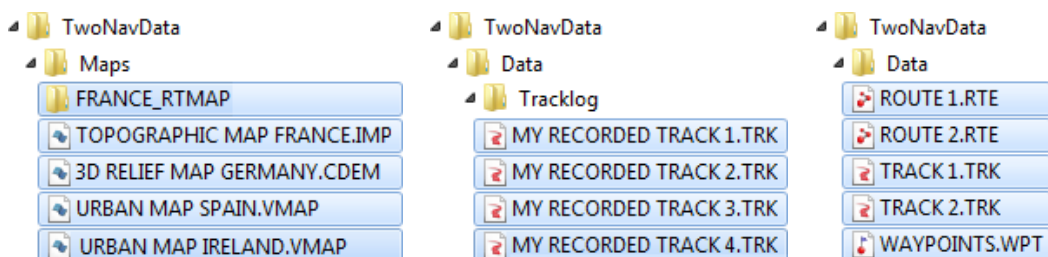 TwoNavData
Maps
FRANCE_RTMAP
TOPOGRAPHIC MAP FRANCE.IMP
3D RELIEF MAP GERMANY.CDEM
URBAN MAP SPAIN.VMAP
URBAN MAP IRELAND.VMAP
TwoNavData
Data
Tracklog
MY RECORDED TRACK 1.TRK
MY RECORDED TRACK 2.TRK
MY RECORDED TRACK 3.TRK
MY RECORDED TRACK 4.TRK
TwoNavData
Data
ROUTE 1.RTE
ROUTE 2.RTE
TRACK 1.TRK
TRACK 2.TRK
WAYPOINTS.WPT